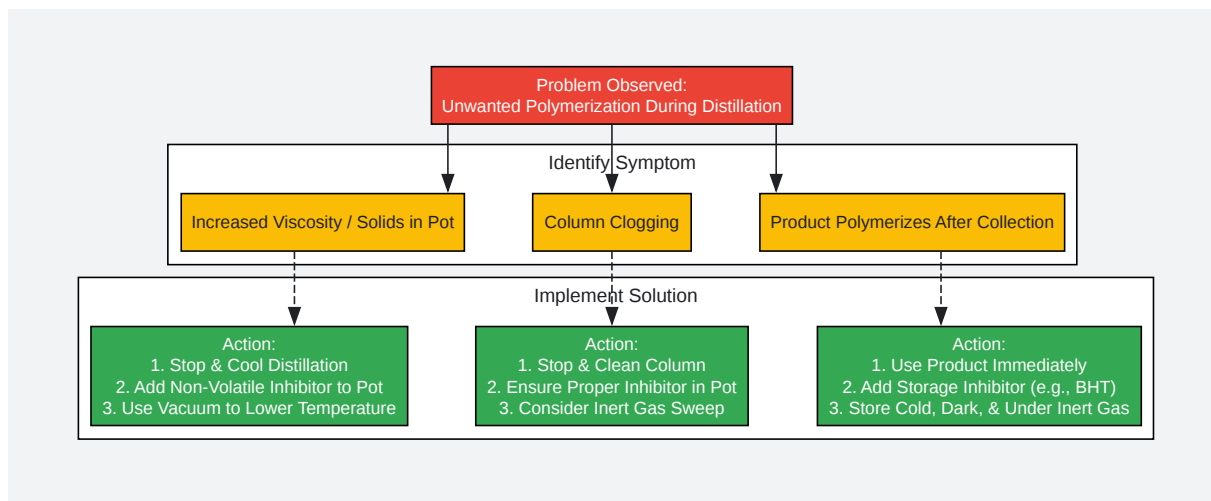 Problem Observed:
Unwanted Polymerization During Distillation
Identify Symptom
Increased Viscosity / Solids in Pot
Column Clogging
Product Polymerizes After Collection
Implement Solution
Action:
1. Stop & Cool Distillation
2. Add Non-Volatile Inhibitor to Pot
3. Use Vacuum to Lower Temperature
Action:
1. Stop & Clean Column
2. Ensure Proper Inhibitor in Pot
3. Consider Inert Gas Sweep
Action:
1. Use Product Immediately
2. Add Storage Inhibitor (e.g., BHT)
3. Store Cold, Dark, & Under Inert Gas